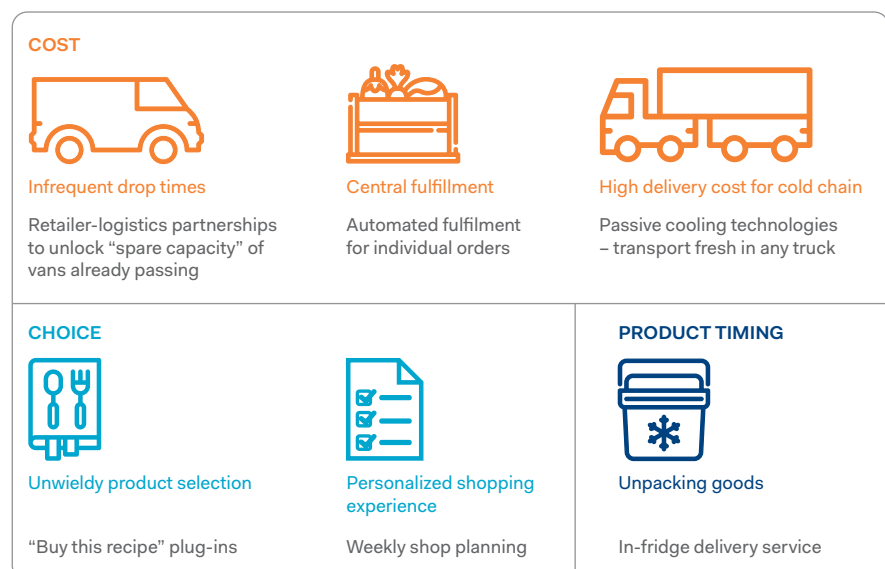 COST
Infrequent drop times
Retailer-logistics partnerships
to unlock “spare capacity” of
vans already passing
Central fulfillment
Automated fulfilment
for individual orders
High delivery cost for cold chain
Passive cooling technologies
– transport fresh in any truck
CHOICE
Unwieldy product selection
“Buy this recipe” plug-ins
Personalized shopping
experience
Weekly shop planning
PRODUCT TIMING
Unpacking goods
In-fridge delivery service